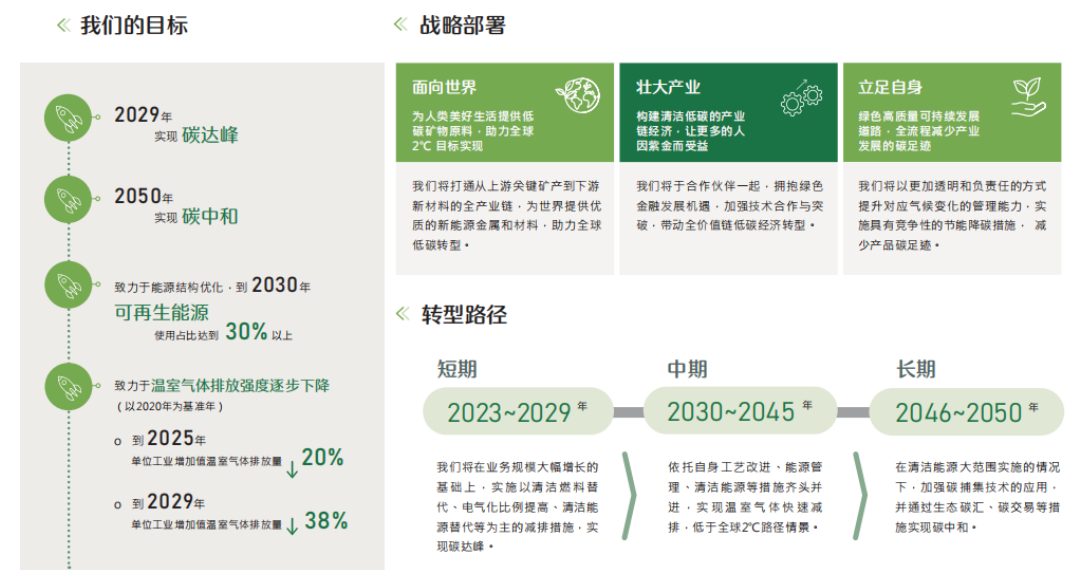 我们的目标
2029年
实现 碳达峰
2050年
实现 碳中和
致力于能源结构优化，到 2030年
可再生能源
使用占比达到 30% 以上
致力于温室气体排放强度逐步下降
（以2020年为基准年）
o 到 2025年
单位工业增加值温室气体排放量 ↓ 20%
o 到 2029年
单位工业增加值温室气体排放量 ↓ 38%
战略部署
面向世界
为人类美好生活提供低
碳矿物原料，助力全球
2℃ 目标实现
我们将打通从上游关键矿产到下游
新材料的全产业链，为世界提供优
质的新能源金属和材料，助力全球
低碳转型。
壮大产业
构建清洁低碳的产业
链经济，让更多的人
因紫金而受益
我们将于合作伙伴一起，拥抱绿色
金融发展机遇，加强技术合作与突
破，带动全价值链低碳经济转型。
立足自身
绿色高质量可持续发展
道路，全流程减少产业
发展的碳足迹
我们将以更加透明和负责任的方式
提升对应气候变化的管理能力，实
施具有竞争性的节能降碳措施， 减
少产品碳足迹。
转型路径
短期
2023~2029 年
我们将在业务规模大幅增长的
基础上，实施以清洁燃料替
代、电气化比例提高、清洁能
源替代等为主的减排措施，实
现碳达峰。
中期
2030~2045 年
依托自身工艺改进、能源管
理、清洁能源等措施齐头并
进，实现温室气体快速减
排，低于全球2℃路径情景。
长期
2046~2050 年
在清洁能源大范围实施的情况
下，加强碳捕集技术的应用，
并通过生态碳汇、碳交易等措
施实现碳中和。